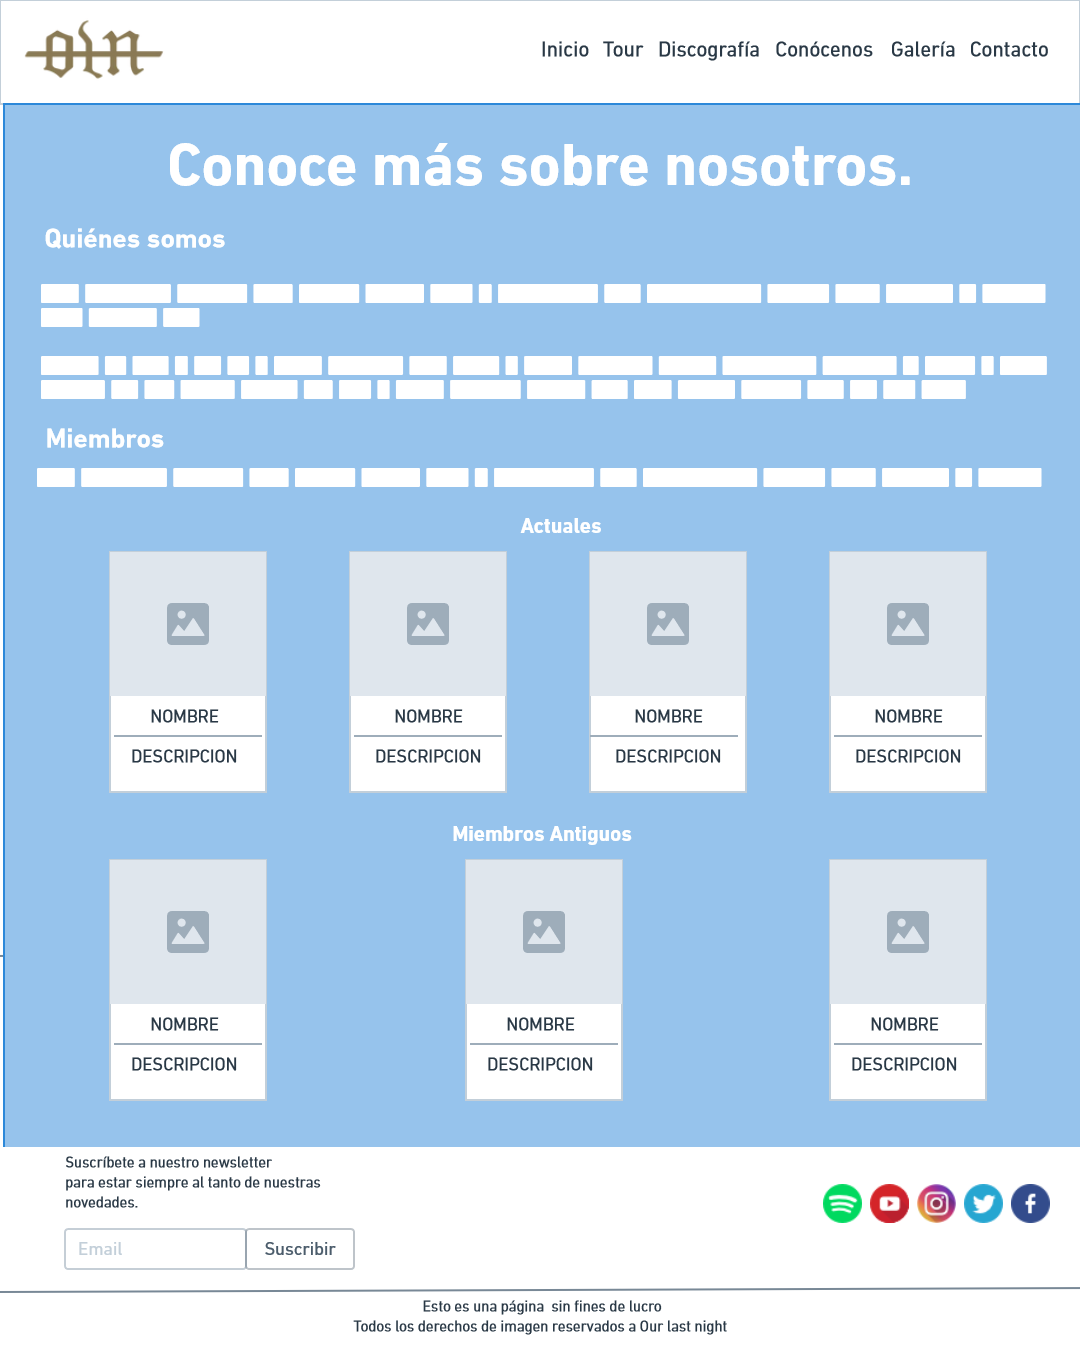 oln
Inicio Tour Discografía Conócenos Galería Contacto
Conoce más sobre nosotros.
Quiénes somos
Miembros
Actuales
NOMBRE NOMBRE NOMBRE NOMBRE
DESCRIPCION DESCRIPCION DESCRIPCION DESCRIPCION
Miembros Antiguos
NOMBRE NOMBRE NOMBRE
DESCRIPCION DESCRIPCION DESCRIPCION
Suscríbete a nuestro newsletter
para estar siempre al tanto de nuestras
novedades.
Email Suscribir
Esto es una página sin fines de lucro
Todos los derechos de imagen reservados a Our last night